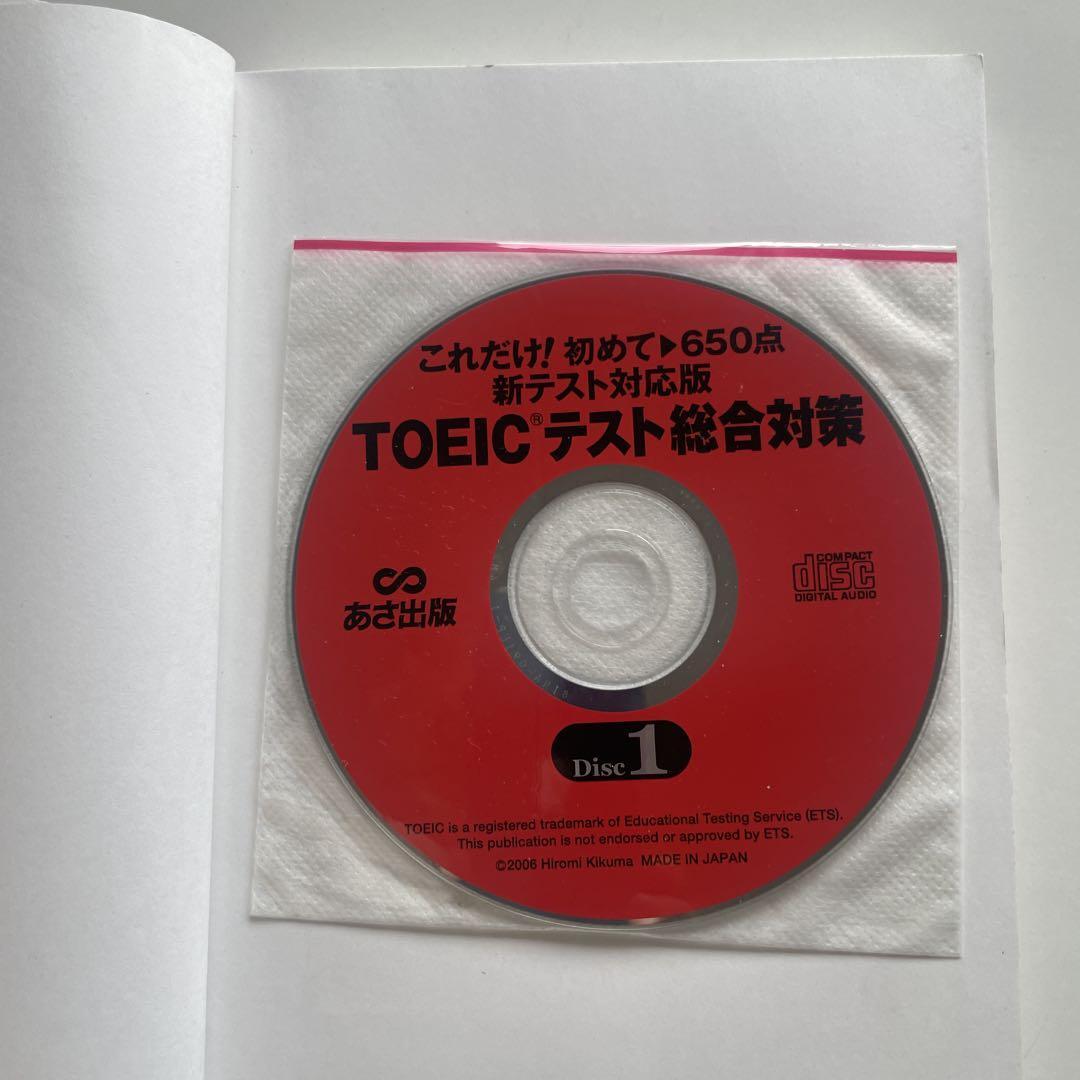 これだけ! 初めて▶650点
新テスト対応版
TOEIC®テスト総合対策
あさ出版
COMPACT
disc
DIGITAL AUDIO
Disc 1
TOEIC is a registered trademark of Educational Testing Service (ETS).
This publication is not endorsed or approved by ETS.
©2006 Hiromi Kikuma MADE IN JAPAN